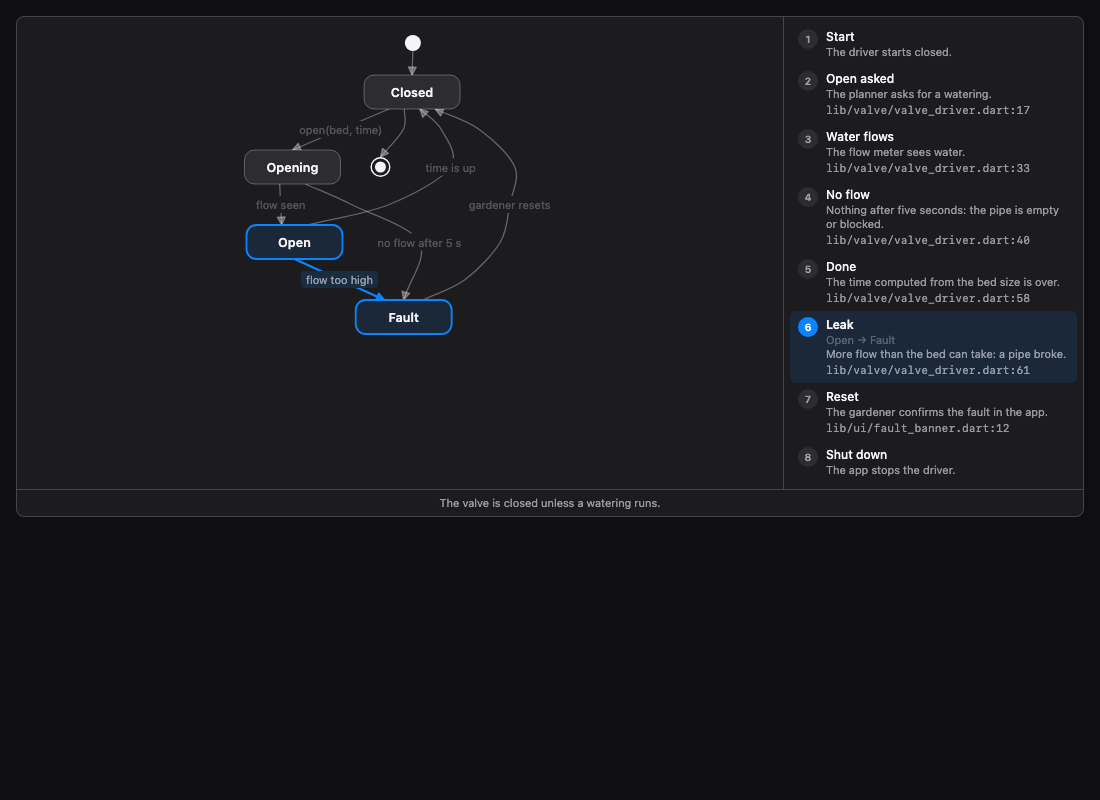 Closed
open(bed, time)
Opening
time is up
flow seen
gardener resets
Open
no flow after 5 s
flow too high
Fault
1
Start
The driver starts closed.
2
Open asked
The planner asks for a watering.
lib/valve/valve_driver.dart:17
3
Water flows
The flow meter sees water.
lib/valve/valve_driver.dart:33
4
No flow
Nothing after five seconds: the pipe is empty
or blocked.
lib/valve/valve_driver.dart:40
5
Done
The time computed from the bed size is over.
lib/valve/valve_driver.dart:58
6
Leak
Open → Fault
More flow than the bed can take: a pipe broke.
lib/valve/valve_driver.dart:61
7
Reset
The gardener confirms the fault in the app.
lib/ui/fault_banner.dart:12
8
Shut down
The app stops the driver.
The valve is closed unless a watering runs.